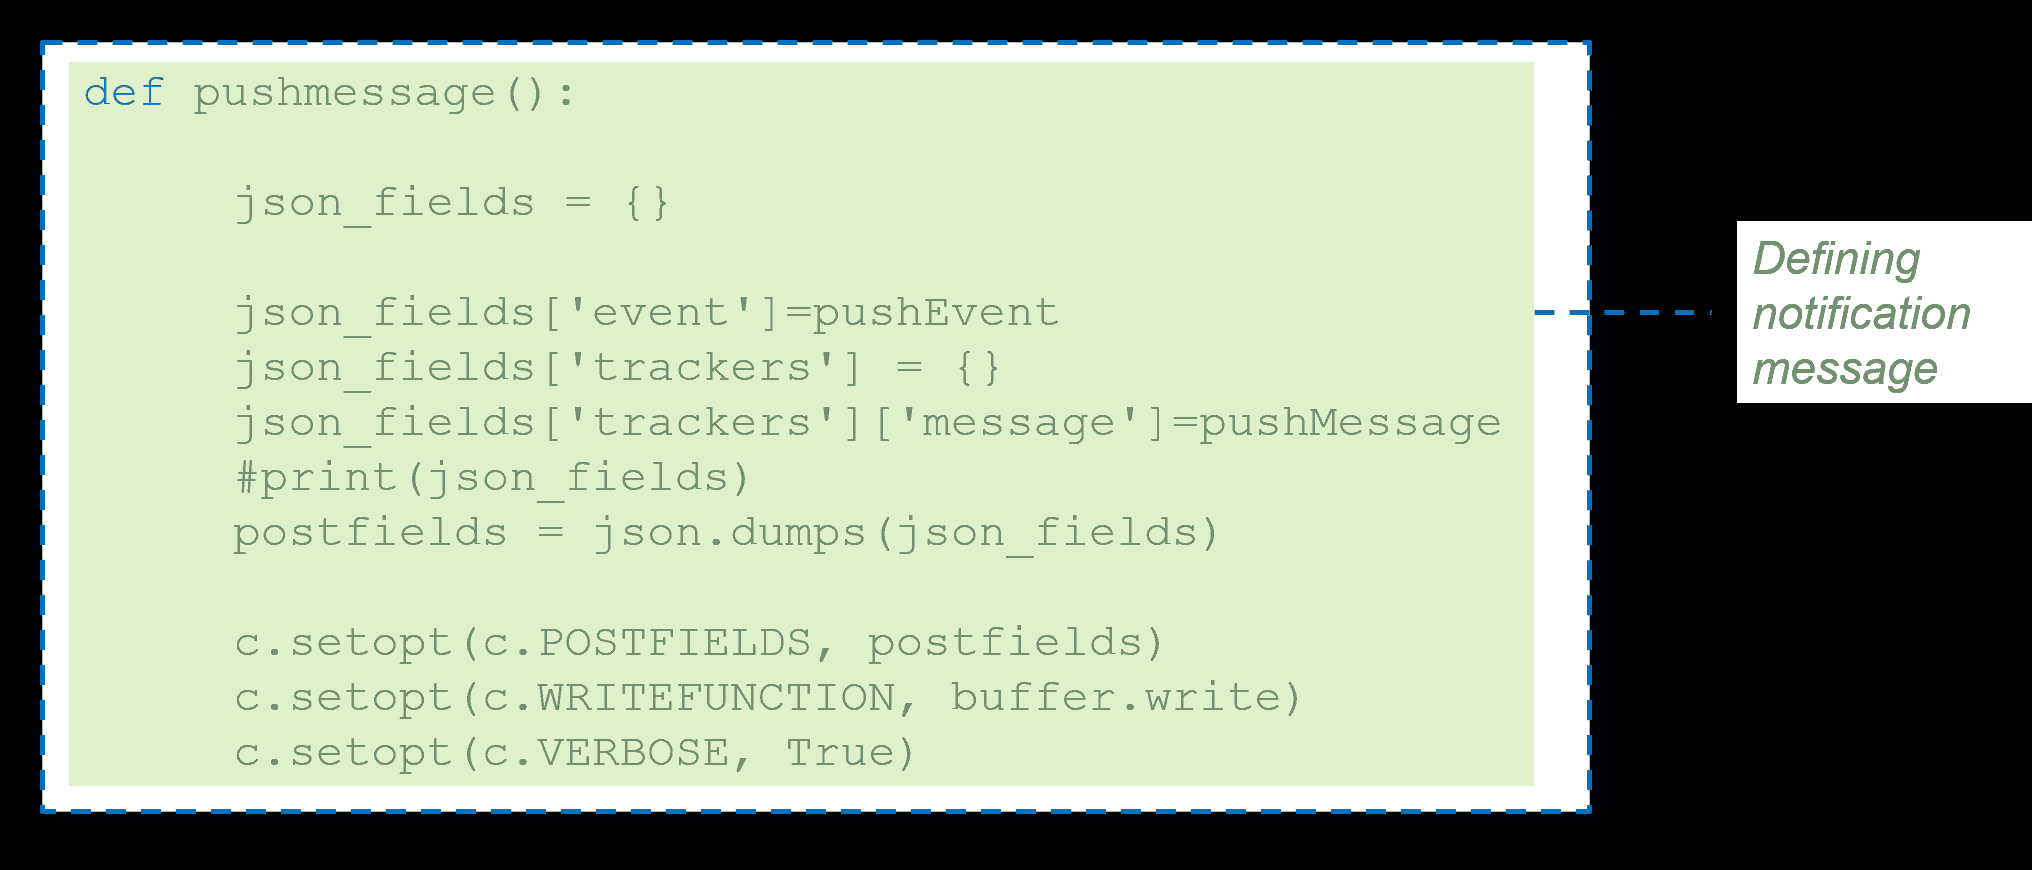 def pushmessage():
json_fields = {}
json_fields['event']=pushEvent
json_fields['trackers'] = {}
json_fields['trackers']['message']=pushMessage
#print(json_fields)
postfields = json.dumps(json_fields)
c.setopt(c.POSTFIELDS, postfields)
c.setopt(c.WRITEFUNCTION, buffer.write)
c.setopt(c.VERBOSE, True)
Defining
notification
message